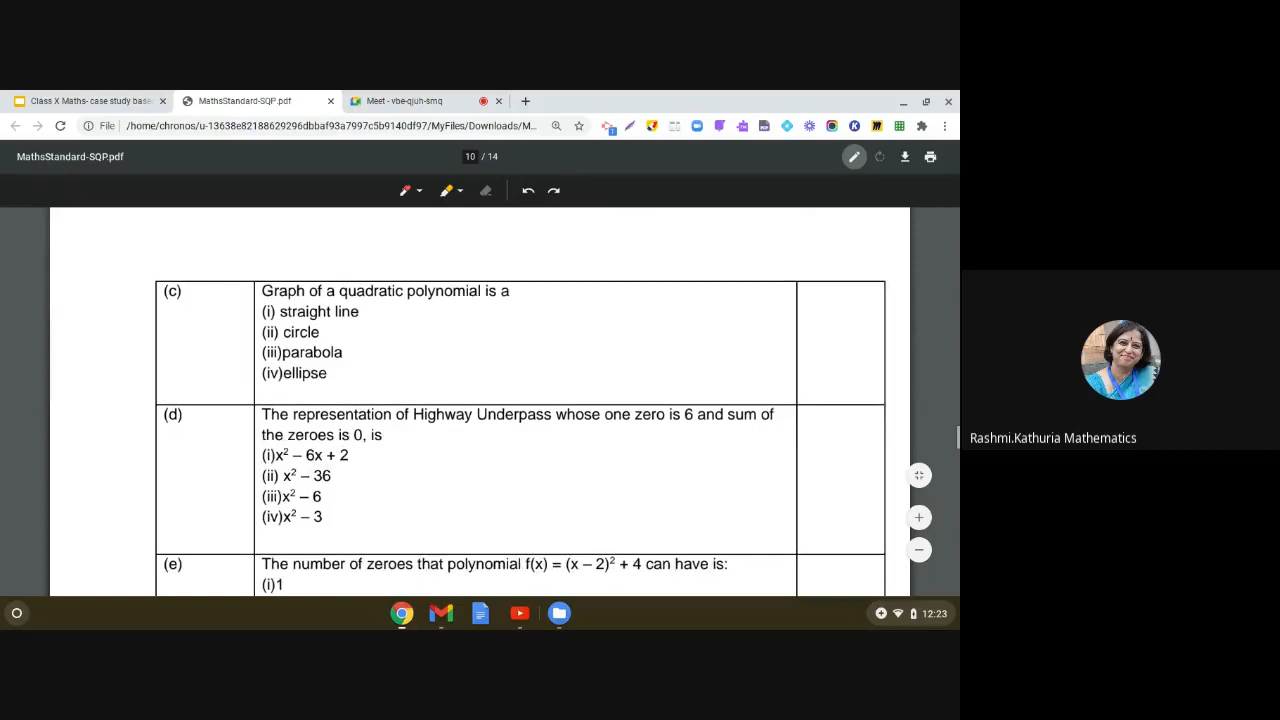 Class X Maths- case study base
MathsStandard-SQP.pdf
Meet - vbe-qjuh-smq
File
/home/chronos/u-13638e82188629296dbbaf93a7997c5b9140df97/MyFiles/Downloads/M...
MathsStandard-SQP.pdf
10 / 14
(c)
Graph of a quadratic polynomial is a
(i) straight line
(ii) circle
(iii)parabola
(iv)ellipse
(d)
The representation of Highway Underpass whose one zero is 6 and sum of
the zeroes is 0, is
(i)x² – 6x + 2
(ii) x² – 36
(iii)x² – 6
(iv)x² – 3
(e)
The number of zeroes that polynomial f(x) = (x – 2)² + 4 can have is:
(i)1
Rashmi.Kathuria Mathematics
12:23